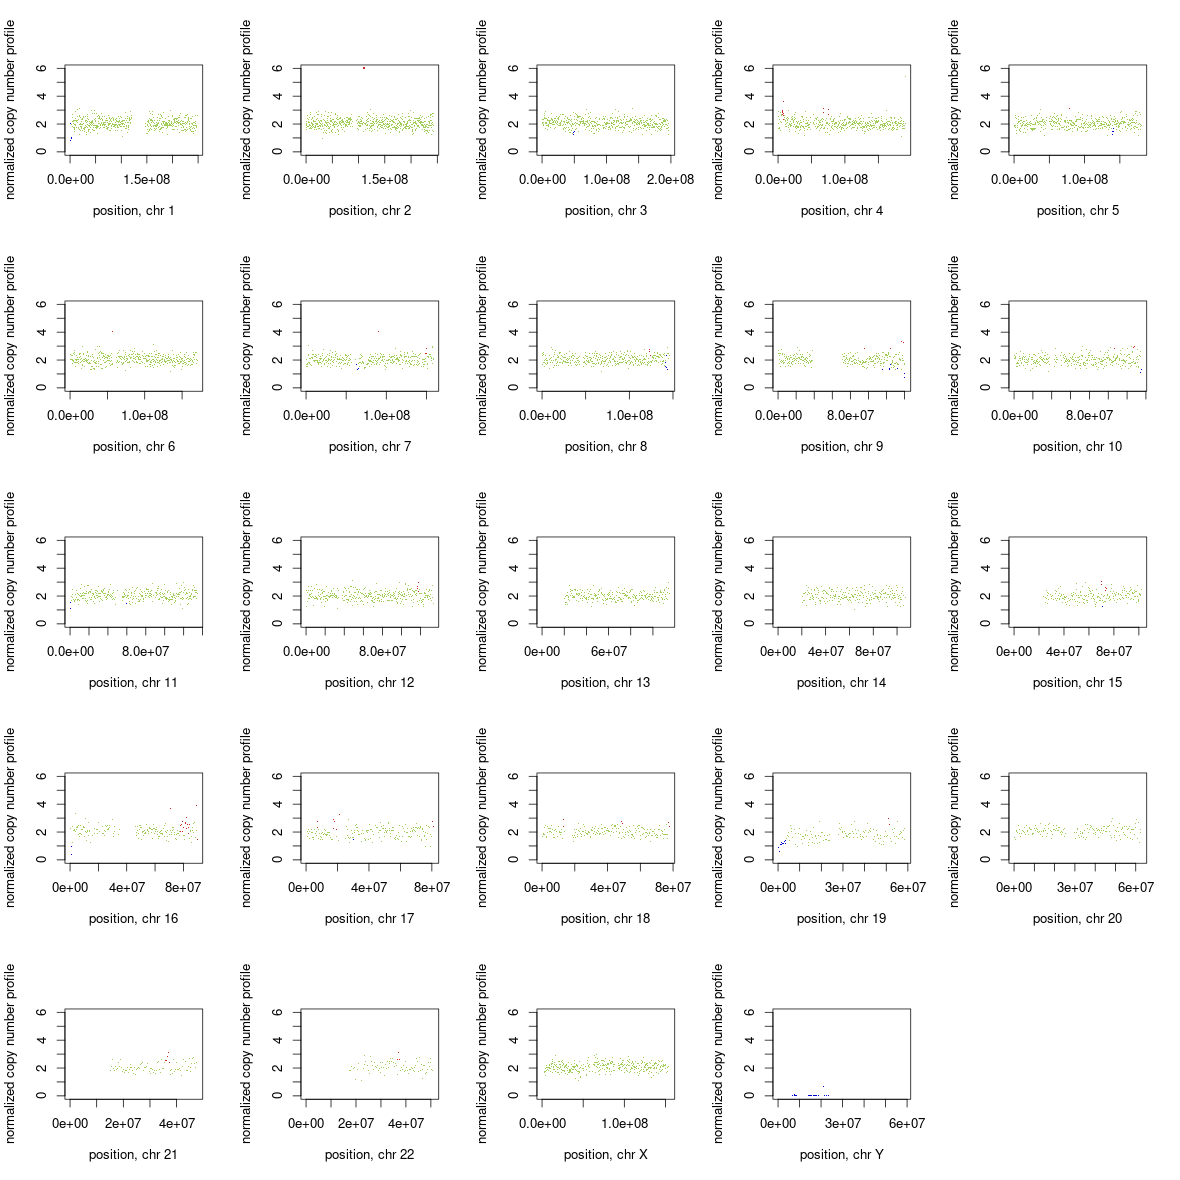 normalized copy number profile
0 2 4 6
0.0e+00 1.5e+08
position, chr 1
normalized copy number profile
0 2 4 6
0.0e+00 1.5e+08
position, chr 2
normalized copy number profile
0 2 4 6
0.0e+00 1.0e+08 2.0e+08
position, chr 3
normalized copy number profile
0 2 4 6
0.0e+00 1.0e+08
position, chr 4
normalized copy number profile
0 2 4 6
0.0e+00 1.0e+08
position, chr 5
normalized copy number profile
0 2 4 6
0.0e+00 1.0e+08
position, chr 6
normalized copy number profile
0 2 4 6
0.0e+00 1.0e+08
position, chr 7
normalized copy number profile
0 2 4 6
0.0e+00 1.0e+08
position, chr 8
normalized copy number profile
0 2 4 6
0.0e+00 8.0e+07
position, chr 9
normalized copy number profile
0 2 4 6
0.0e+00 8.0e+07
position, chr 10
normalized copy number profile
0 2 4 6
0.0e+00 8.0e+07
position, chr 11
normalized copy number profile
0 2 4 6
0.0e+00 8.0e+07
position, chr 12
normalized copy number profile
0 2 4 6
0e+00 6e+07
position, chr 13
normalized copy number profile
0 2 4 6
0e+00 4e+07 8e+07
position, chr 14
normalized copy number profile
0 2 4 6
0e+00 4e+07 8e+07
position, chr 15
normalized copy number profile
0 2 4 6
0e+00 4e+07 8e+07
position, chr 16
normalized copy number profile
0 2 4 6
0e+00 4e+07 8e+07
position, chr 17
normalized copy number profile
0 2 4 6
0e+00 4e+07 8e+07
position, chr 18
normalized copy number profile
0 2 4 6
0e+00 3e+07 6e+07
position, chr 19
normalized copy number profile
0 2 4 6
0e+00 3e+07 6e+07
position, chr 20
normalized copy number profile
0 2 4 6
0e+00 2e+07 4e+07
position, chr 21
normalized copy number profile
0 2 4 6
0e+00 2e+07 4e+07
position, chr 22
normalized copy number profile
0 2 4 6
0.0e+00 1.0e+08
position, chr X
normalized copy number profile
0 2 4 6
0e+00 3e+07 6e+07
position, chr Y